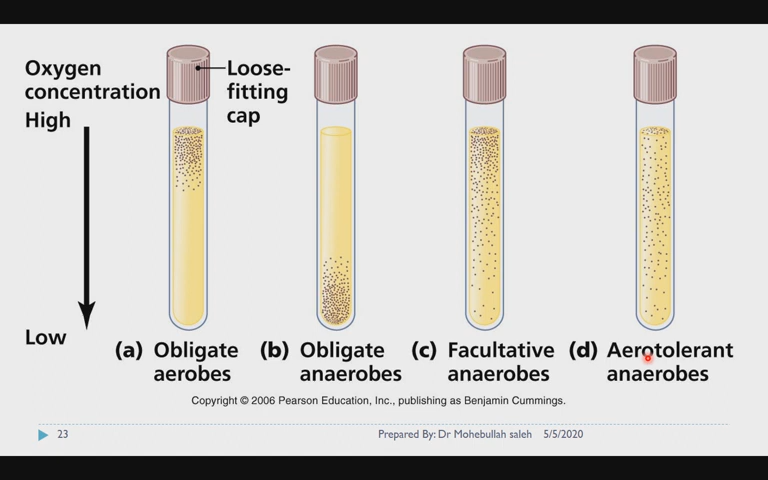 Oxygen
concentration
High
Loose-
fitting
cap
Low
(a) Obligate
aerobes
(b) Obligate
anaerobes
(c) Facultative
anaerobes
(d) Aerotolerant
anaerobes
Copyright © 2006 Pearson Education, Inc., publishing as Benjamin Cummings.
23
Prepared By: Dr Mohebullah saleh 5/5/2020